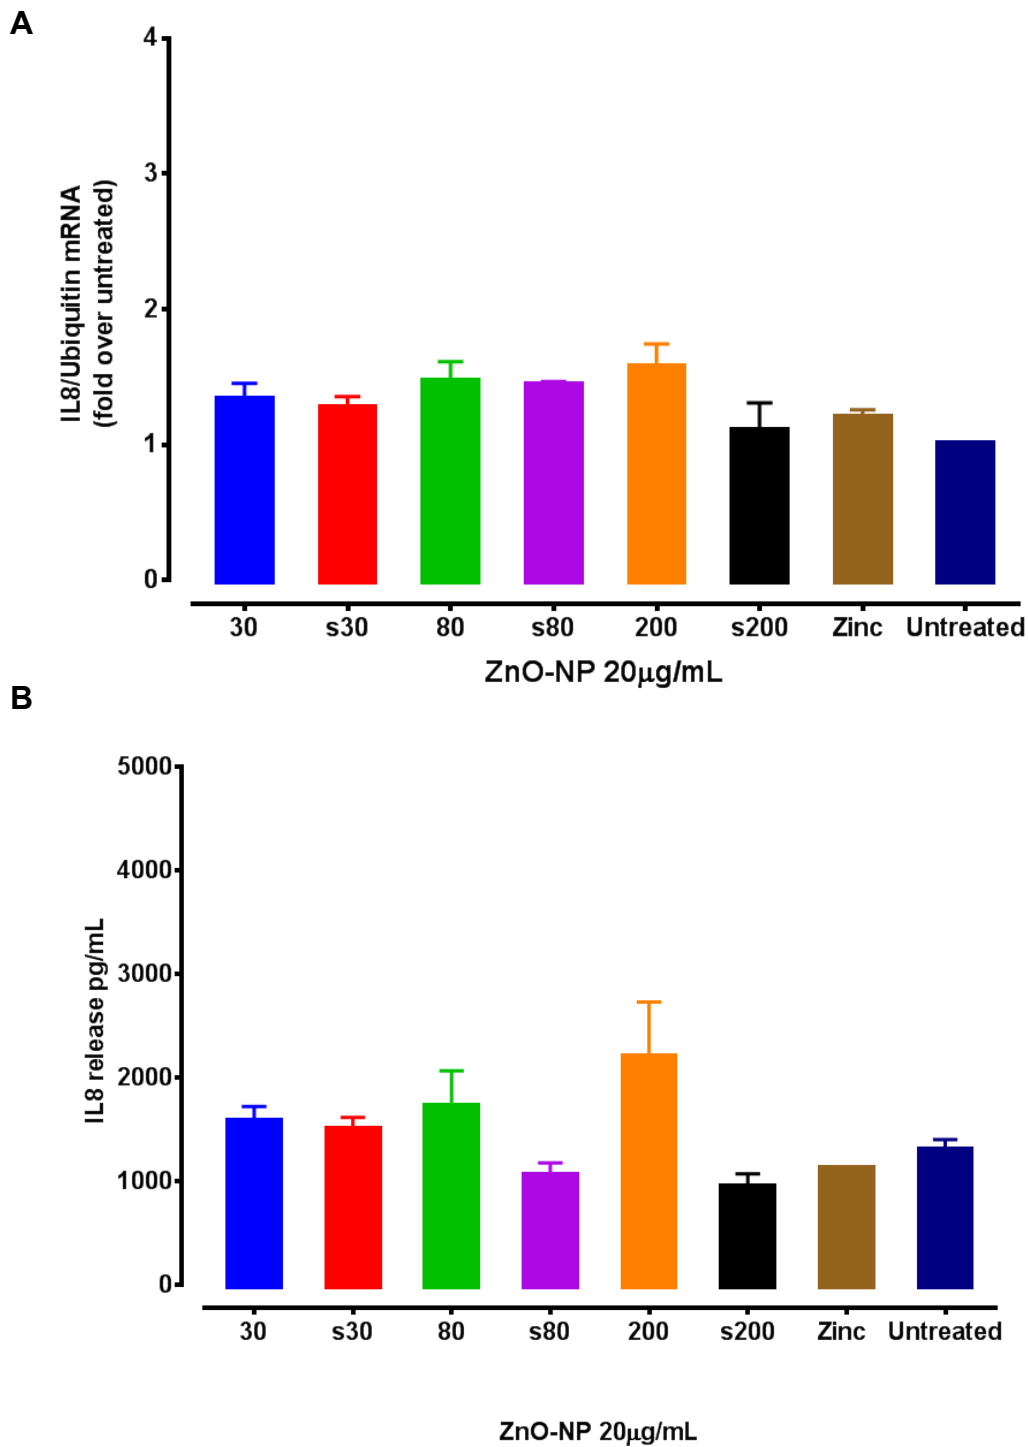 A
4
3
2
1
0
IL8/Ubiquitin mRNA
(fold over untreated)
30 s30 80 s80 200 s200 Zinc Untreated
ZnO-NP 20μg/mL
B
5000
4000
3000
2000
1000
0
IL8 release pg/mL
30 s30 80 s80 200 s200 Zinc Untreated
ZnO-NP 20μg/mL